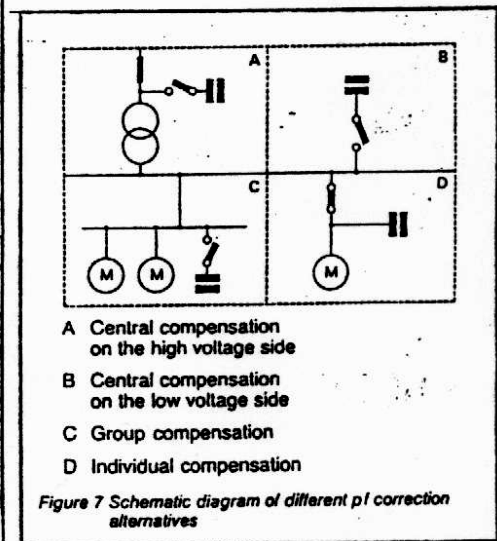 A
B
C
D
M
M
M
A Central compensation
on the high voltage side
B Central compensation
on the low voltage side
C Group compensation
D Individual compensation
Figure 7 Schematic diagram of different pf correction
alternatives